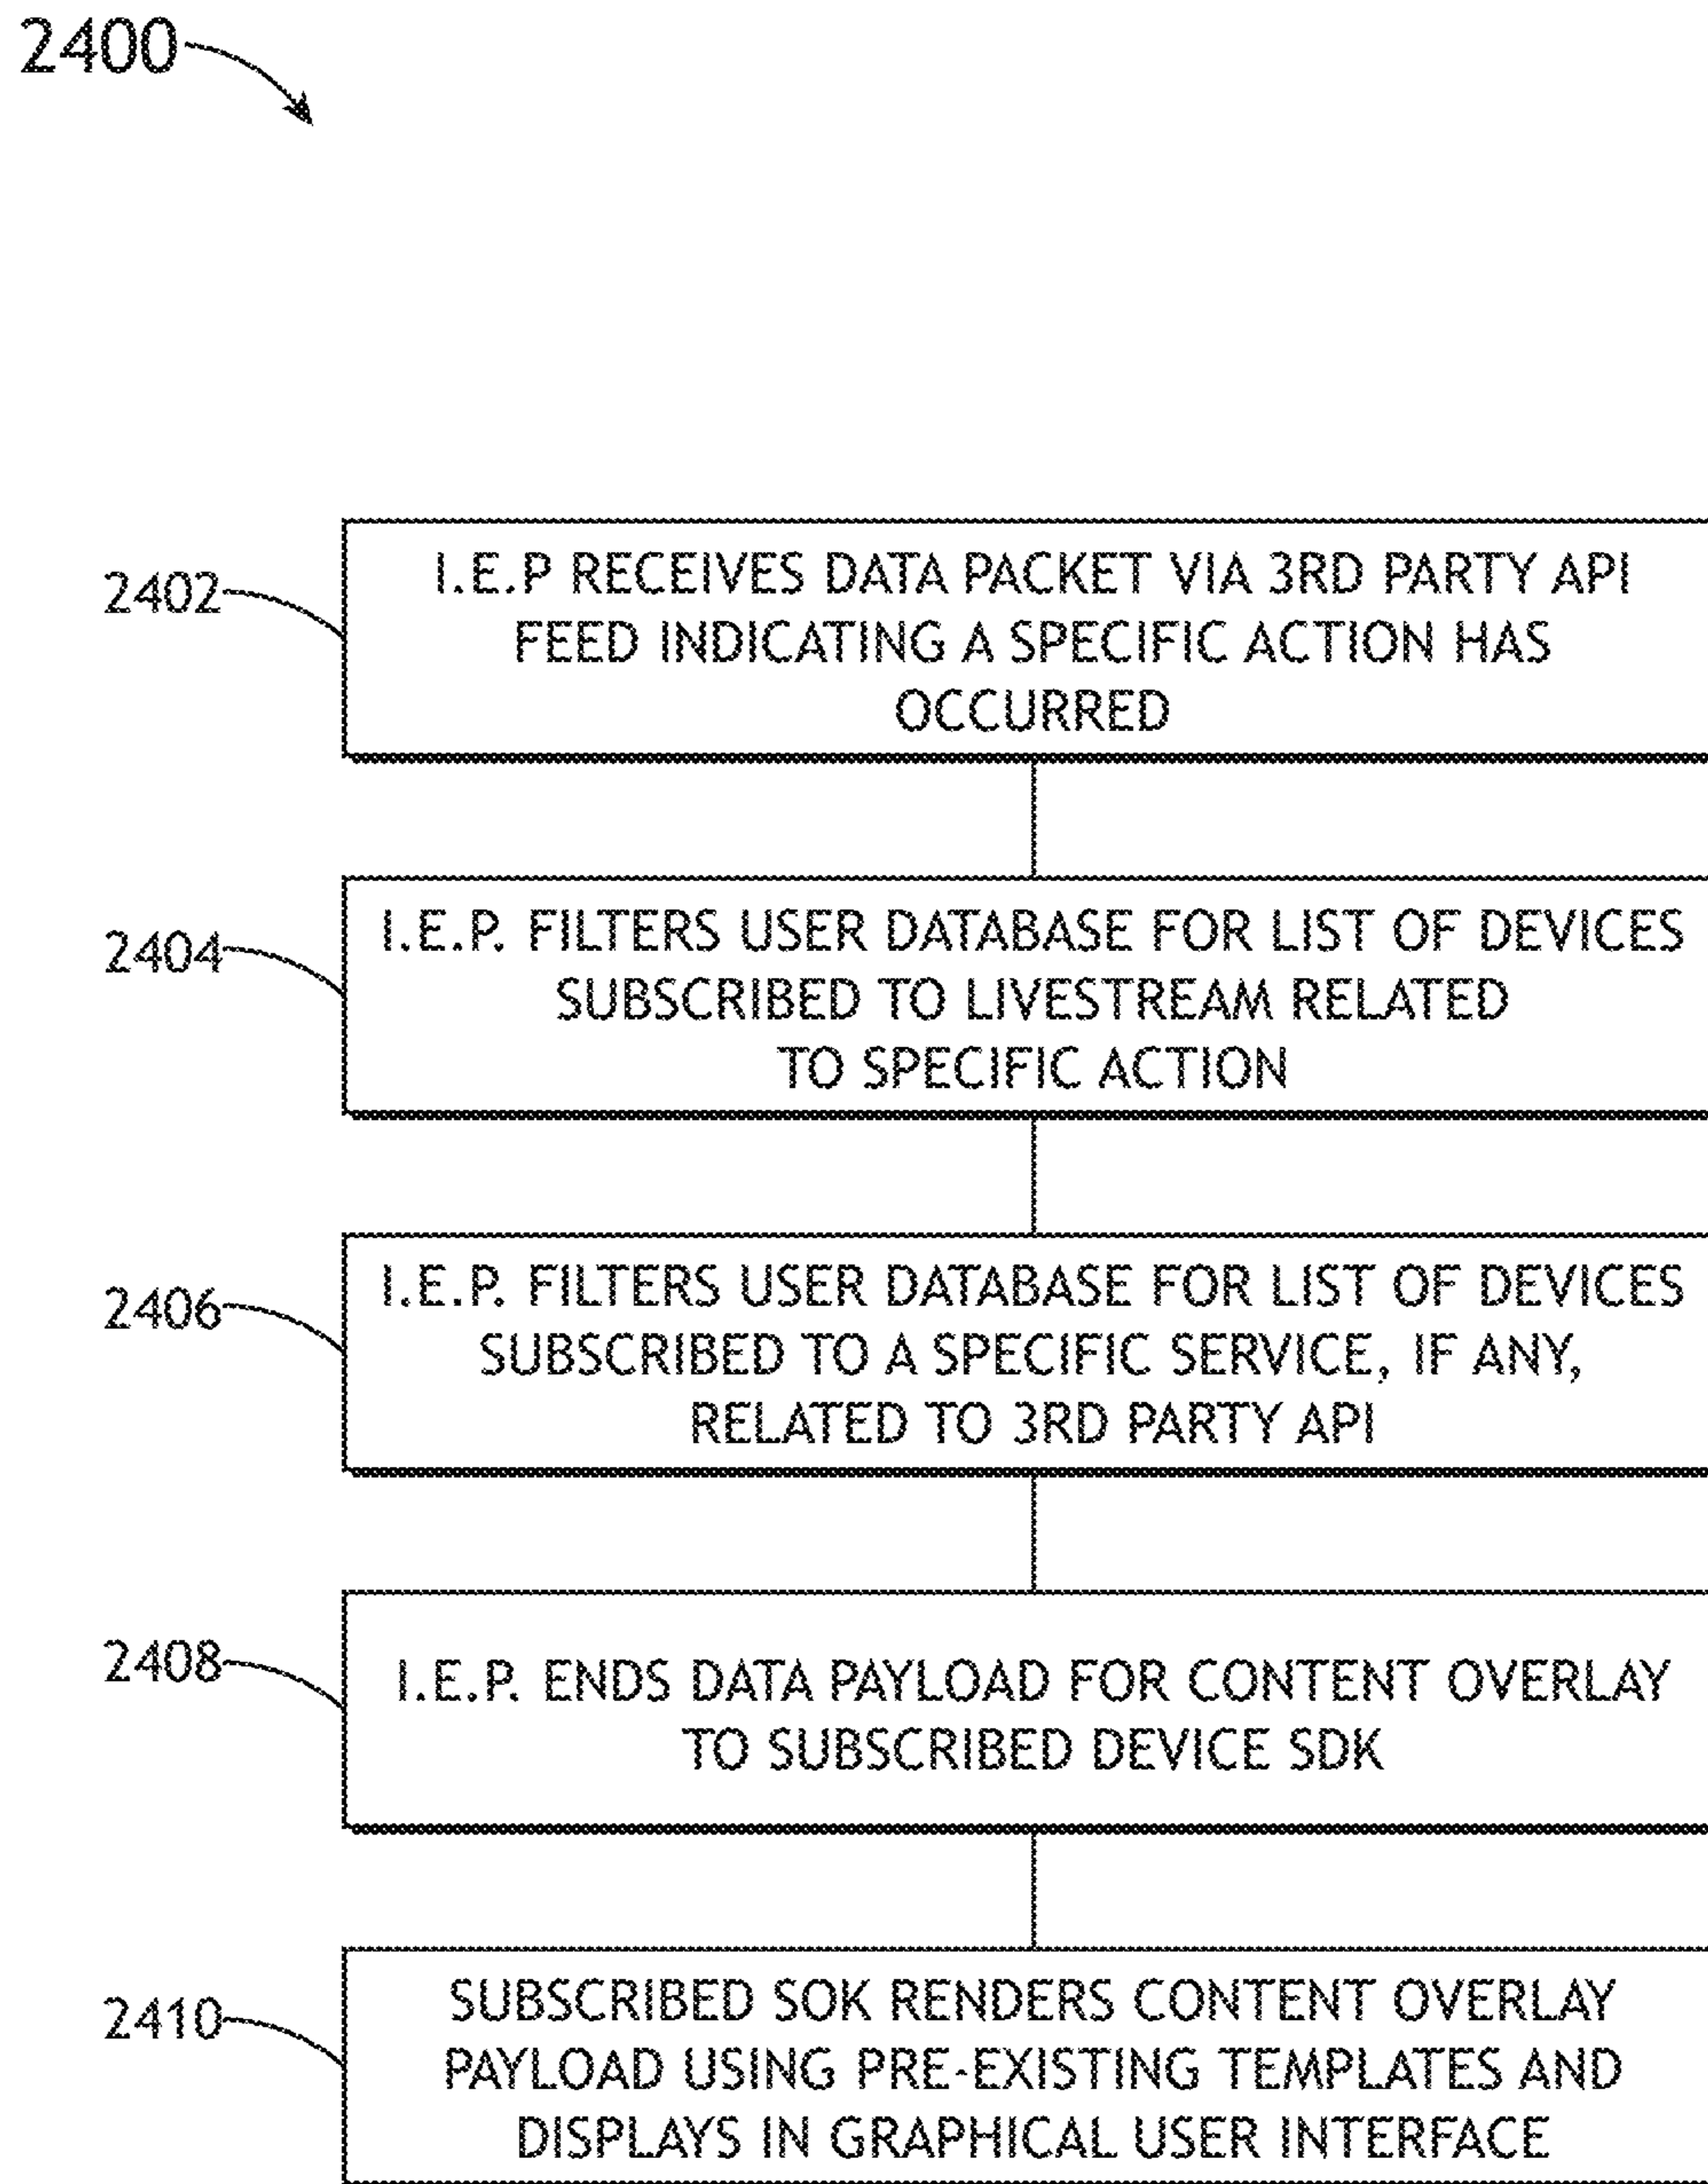 2400
2402
I.E.P RECEIVES DATA PACKET VIA 3RD PARTY API
FEED INDICATING A SPECIFIC ACTION HAS
OCCURRED
2404
I.E.P. FILTERS USER DATABASE FOR LIST OF DEVICES
SUBSCRIBED TO LIVESTREAM RELATED
TO SPECIFIC ACTION
2406
I.E.P. FILTERS USER DATABASE FOR LIST OF DEVICES
SUBSCRIBED TO A SPECIFIC SERVICE, IF ANY,
RELATED TO 3RD PARTY API
2408
I.E.P. ENDS DATA PAYLOAD FOR CONTENT OVERLAY
TO SUBSCRIBED DEVICE SDK
2410
SUBSCRIBED SOK RENDERS CONTENT OVERLAY
PAYLOAD USING PRE-EXISTING TEMPLATES AND
DISPLAYS IN GRAPHICAL USER INTERFACE